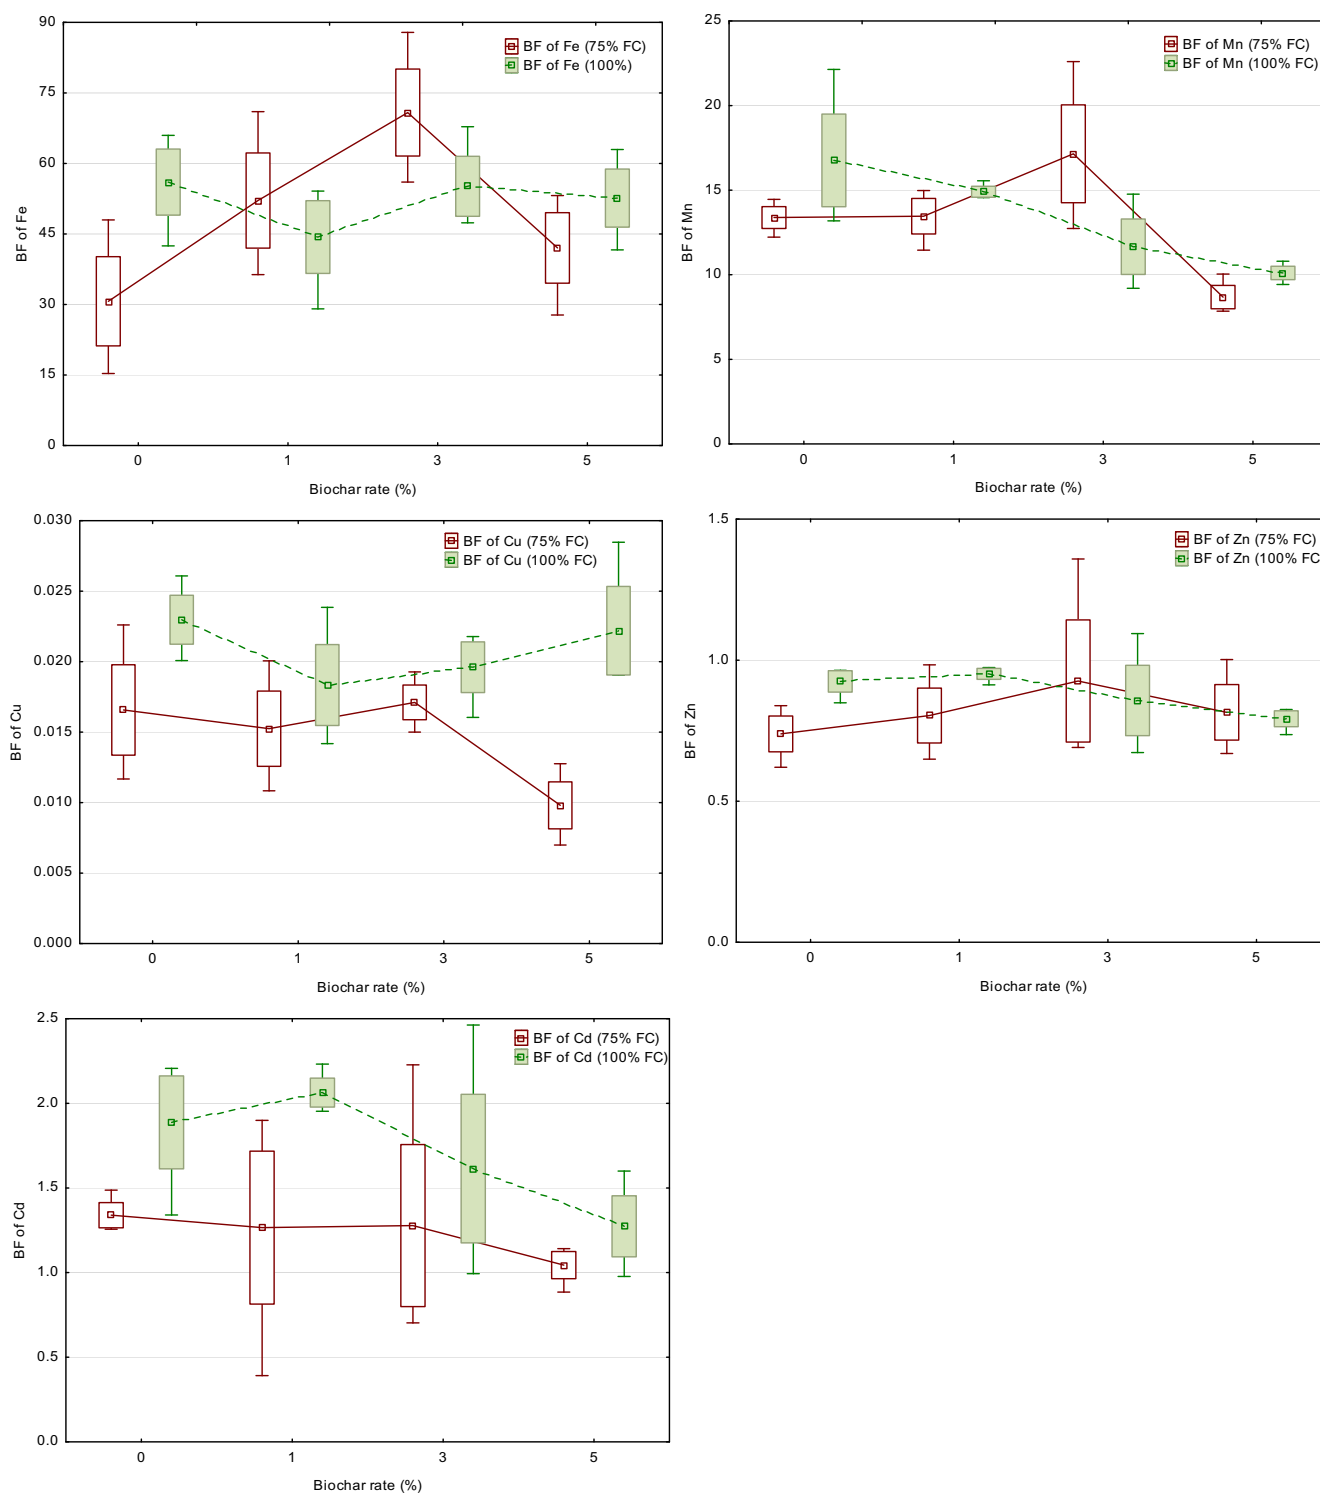 90
75
60
45
30
15
0
BF of Fe
BF of Fe (75% FC)
BF of Fe (100%)
0 1 3 5
Biochar rate (%)
25
20
15
10
5
0
BF of Mn
BF of Mn (75% FC)
BF of Mn (100% FC)
0 1 3 5
Biochar rate (%)
0.030
0.025
0.020
0.015
0.010
0.005
0.000
BF of Cu
BF of Cu (75% FC)
BF of Cu (100% FC)
0 1 3 5
Biochar rate (%)
1.5
1.0
0.5
0.0
BF of Zn
BF of Zn (75% FC)
BF of Zn (100% FC
0 1 3 5
Biochar rate (%)
2.5
2.0
1.5
1.0
0.5
0.0
BF of Cd
BF of Cd (75% FC)
BF of Cd (100% FC)
0 1 3 5
Biochar rate (%)